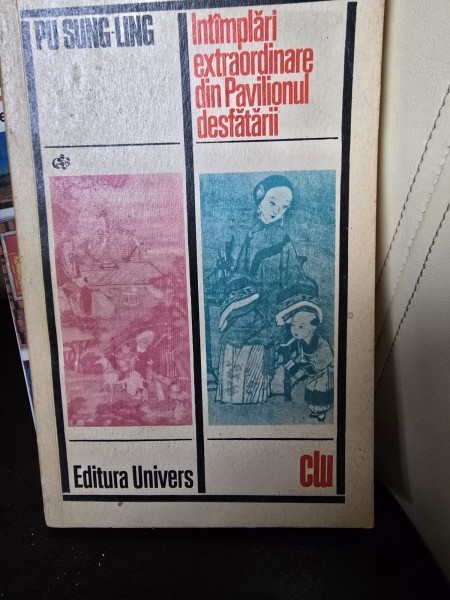 PU SUNG-LING
Intîmplări
extraordinare
din Pavilionul
desfătării
Editura Univers
clu